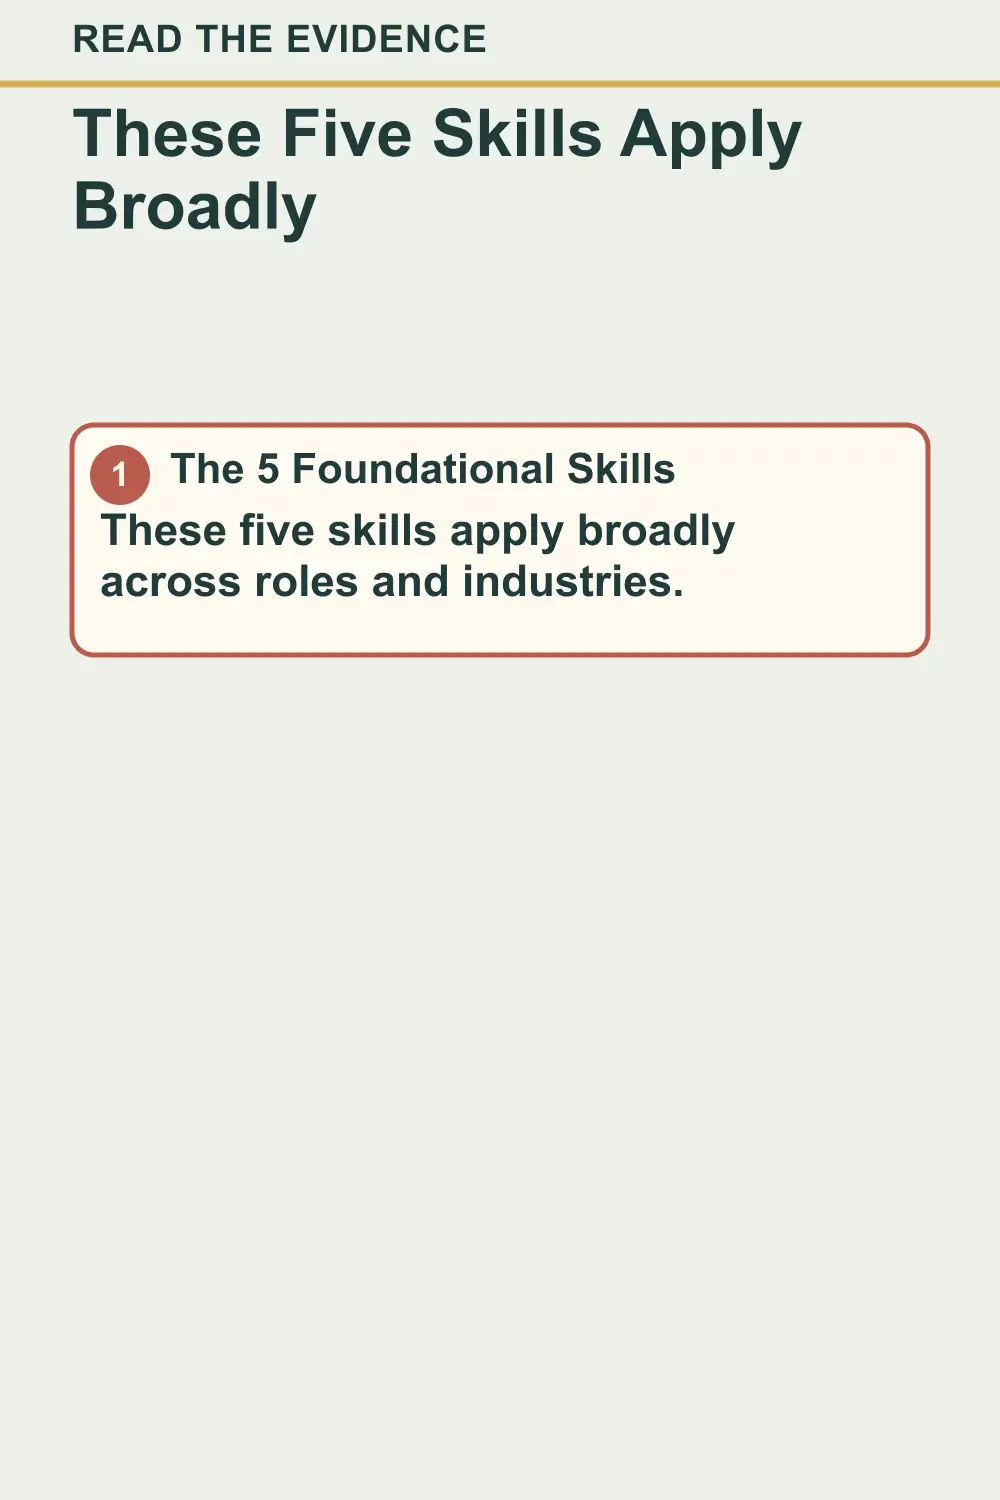 READ THE EVIDENCE
These Five Skills Apply
Broadly
1 The 5 Foundational Skills
These five skills apply broadly
across roles and industries.